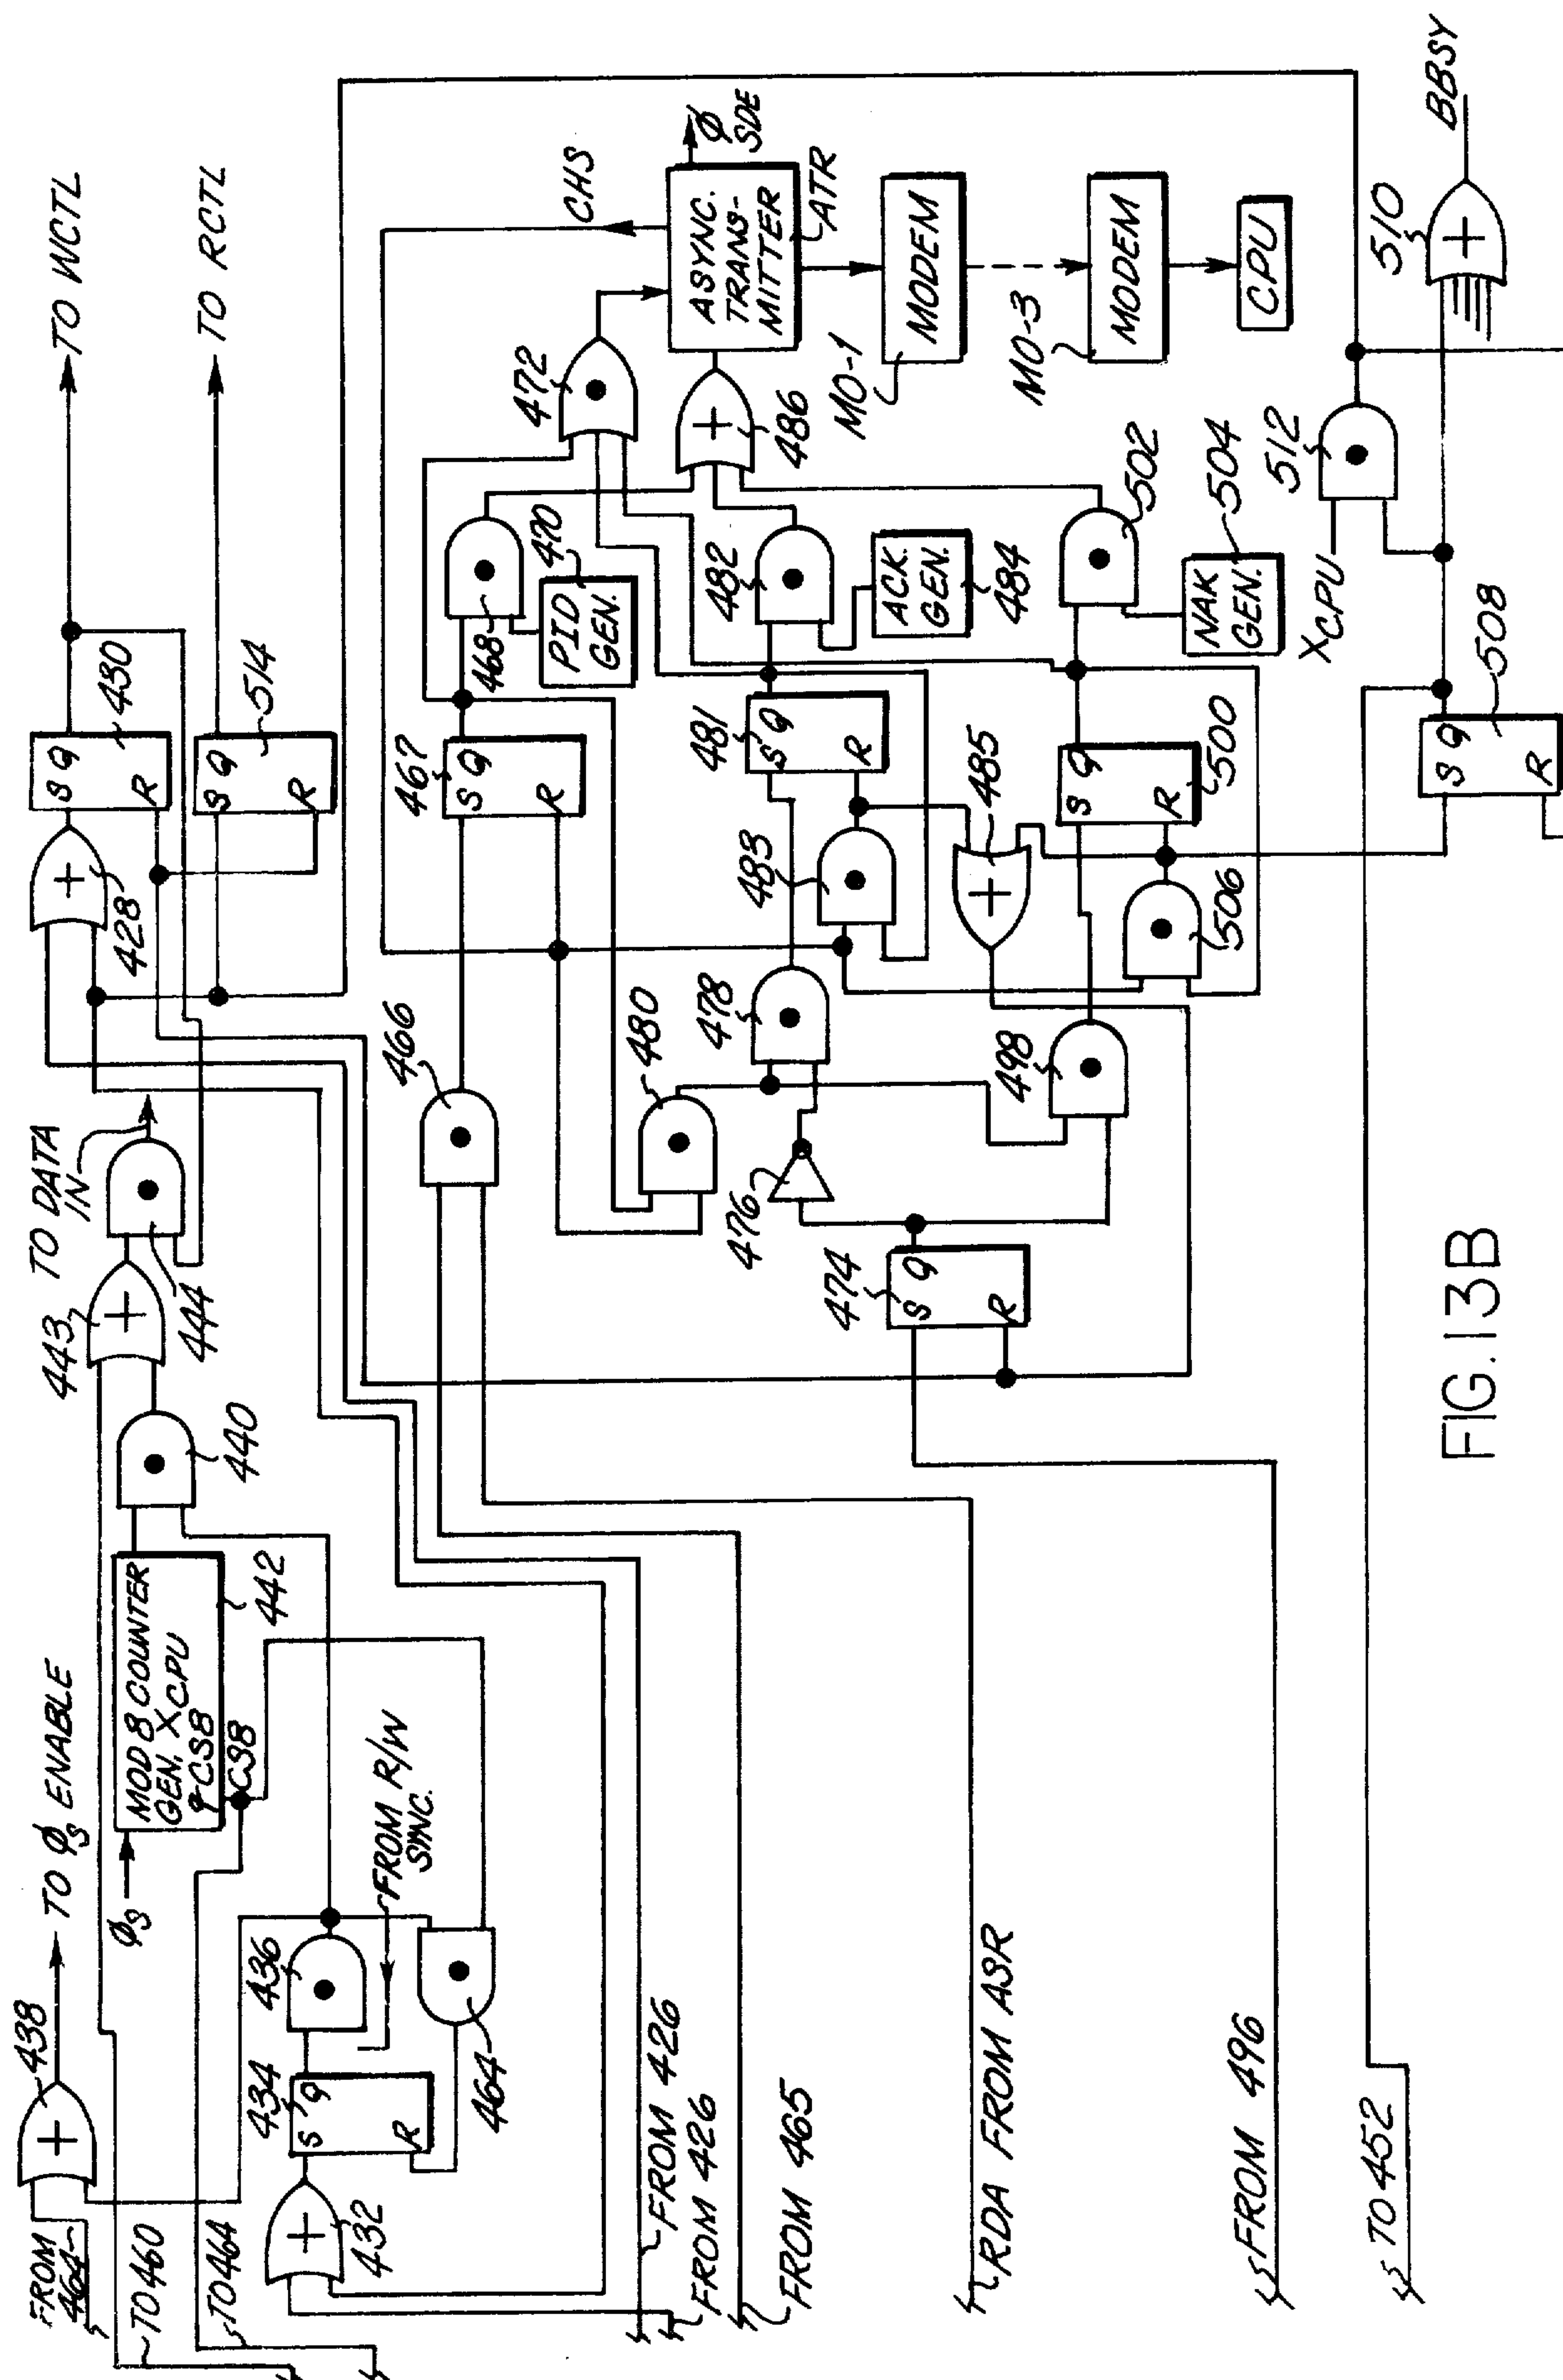 FROM
464
438
TO ϕS ENABLE
TO 460
TO 464
432
434
S Q
R
436
464
FROM R/W
SYNC.
ϕS
MOD 8 COUNTER
GEN. XCPU
& CS8
CS8
442
440
443
TO DATA
IN
444
428
S Q
R
430
TO WCTL
S Q
R
514
TO RCTL
FROM 426
FROM 426
FROM 465
RDA FROM ASR
FROM 496
TO 452
466
467
S Q
R
468
PID
GEN.
470
472
CHS
ASYNC.
TRANS-
MITTER
ϕ
SDE
ATR
480
478
476
474
S Q
R
481
S Q
R
482
ACK.
GEN.
484
483
485
486
MO-1
MODEM
MO-3
MODEM
CPU
498
S Q
R
500
502
NAK
GEN.
504
506
XCPU
512
S Q
R
508
510
BBSY
FIG. 13B